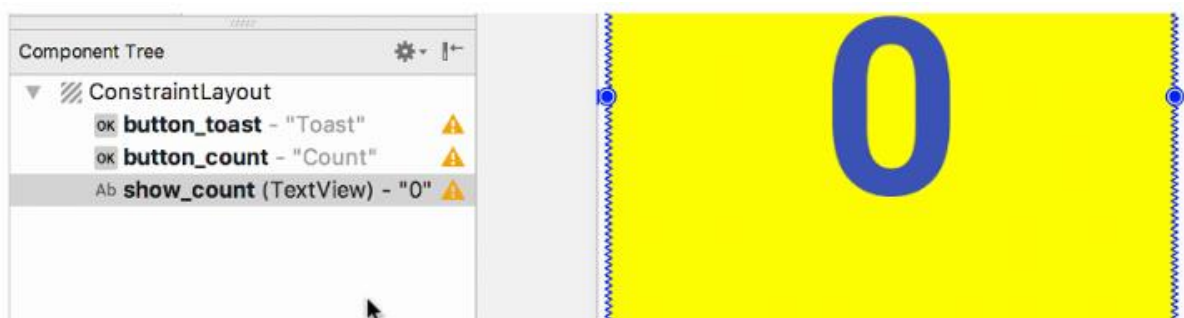 Component Tree
ConstraintLayout
OK button_toast - "Toast"
OK button_count - "Count"
Ab show_count (TextView) - "0"
0